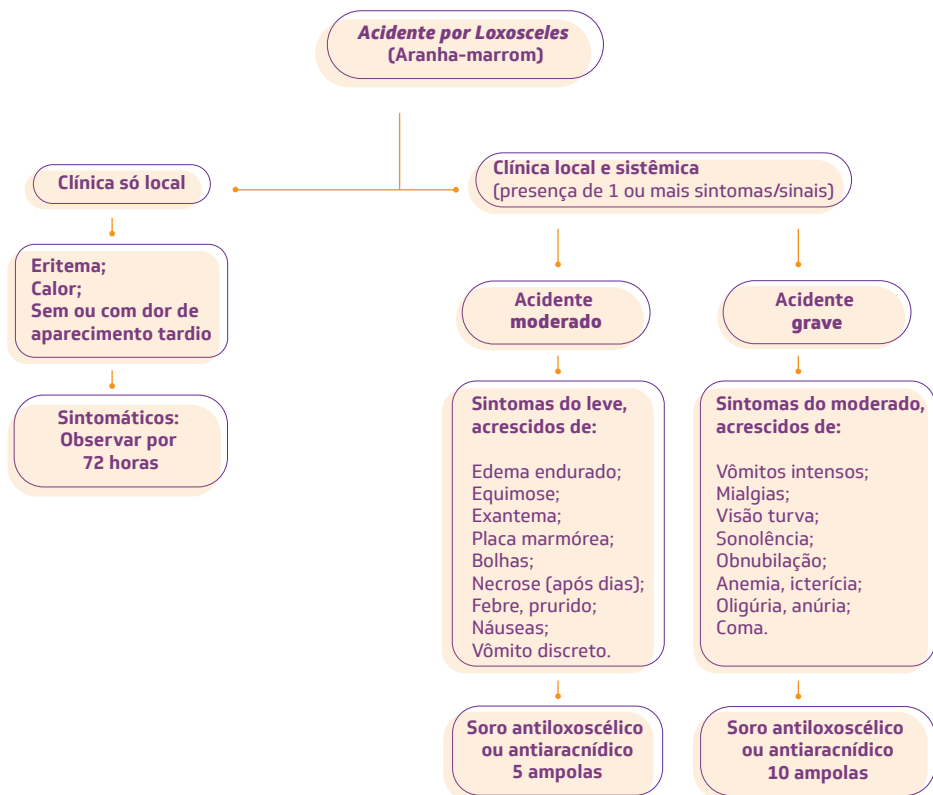 Acidente por Loxosceles
(Aranha-marrom)
Clínica só local
Eritema;
Calor;
Sem ou com dor de
aparecimento tardio
Sintomáticos:
Observar por
72 horas
Clínica local e sistêmica
(presença de 1 ou mais sintomas/sinais)
Acidente
moderado
Sintomas do leve,
acrescidos de:
Edema endurado;
Equimose;
Exantema;
Placa marmórea;
Bolhas;
Necrose (após dias);
Febre, prurido;
Náuseas;
Vômito discreto.
Soro antiloxoscélico
ou antiaracnídico
5 ampolas
Acidente
grave
Sintomas do moderado,
acrescidos de:
Vômitos intensos;
Mialgias;
Visão turva;
Sonolência;
Obnubilação;
Anemia, icterícia;
Oligúria, anúria;
Coma.
Soro antiloxoscélico
ou antiaracnídico
10 ampolas